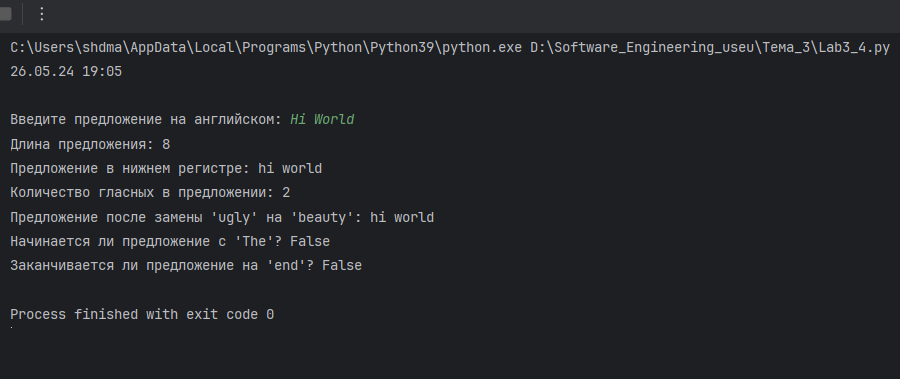 C:\Users\shdma\AppData\Local\Programs\Python\Python39\python.exe D:\Software_Engineering_useu\Тема_3\Lab3_4.py
26.05.24 19:05
Введите предложение на английском: Hi World
Длина предложения: 8
Предложение в нижнем регистре: hi world
Количество гласных в предложении: 2
Предложение после замены 'ugly' на 'beauty': hi world
Начинается ли предложение с 'The'? False
Заканчивается ли предложение на 'end'? False
Process finished with exit code 0